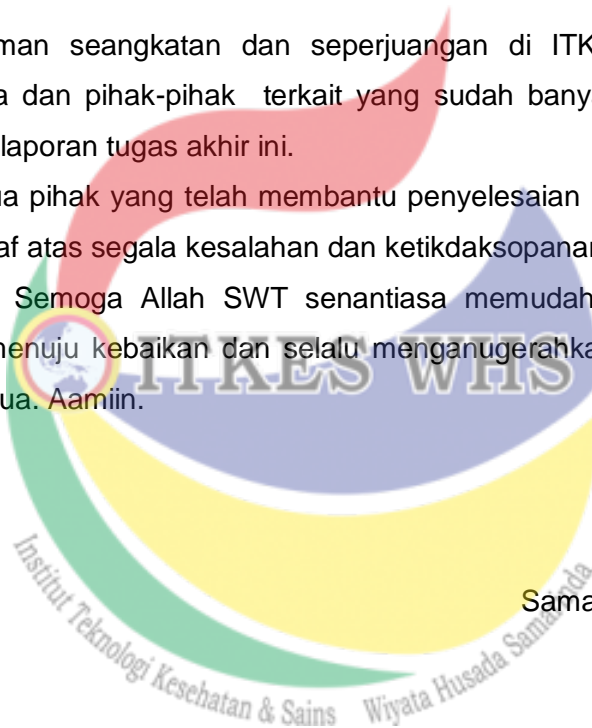 man seangkatan dan seperjuangan di ITK
a dan pihak-pihak terkait yang sudah banya
laporan tugas akhir ini.
ua pihak yang telah membantu penyelesaian
af atas segala kesalahan dan ketikdaksopanan
Semoga Allah SWT senantiasa memudah
menuju kebaikan dan selalu menganugerahka
ITKES WHS
ua. Aamiin.
Sama
Institut Teknologi Kesehatan & Sains Wiyata Husada Samarinda